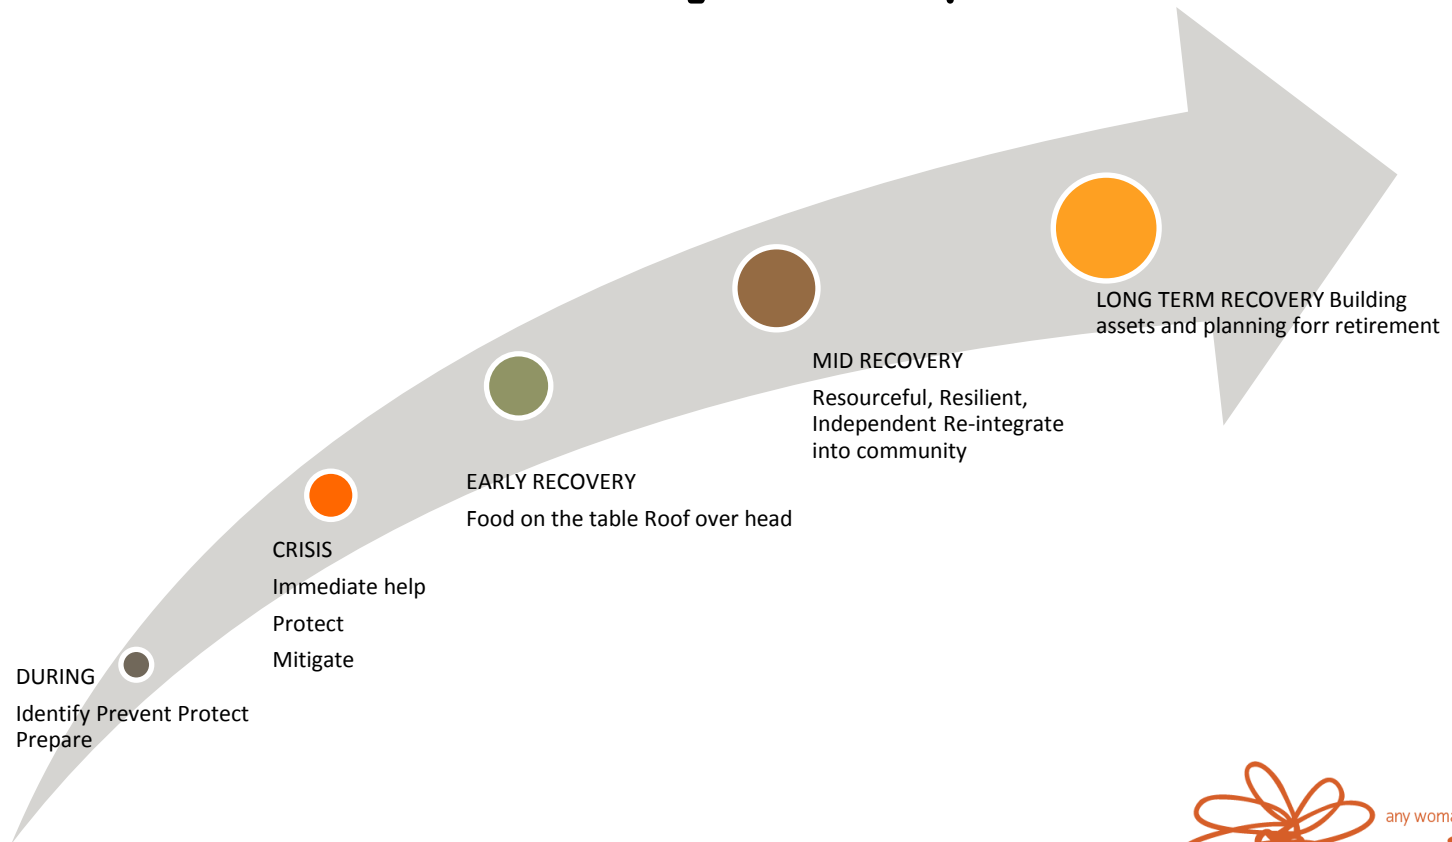 LONG TERM RECOVERY Building
assets and planning forr retirement
MID RECOVERY
Resourceful, Resilient,
Independent Re-integrate
into community
EARLY RECOVERY
Food on the table Roof over head
CRISIS
Immediate help
Protect
Mitigate
DURING
Identify Prevent Protect
Prepare
any